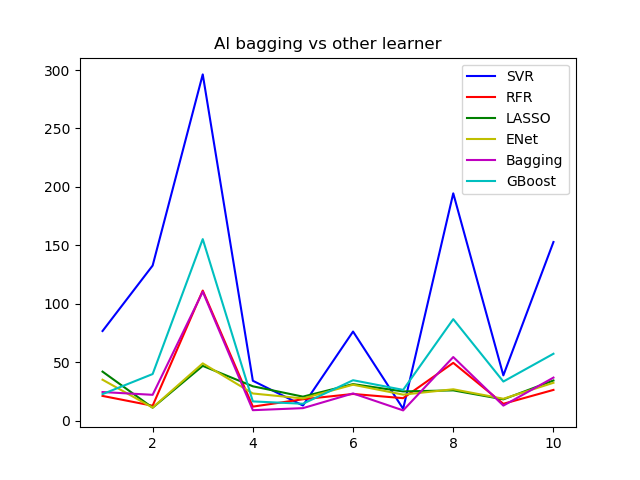 AI bagging vs other learner
300
250
200
150
100
50
0
2 4 6 8 10
SVR
RFR
LASSO
ENet
Bagging
GBoost